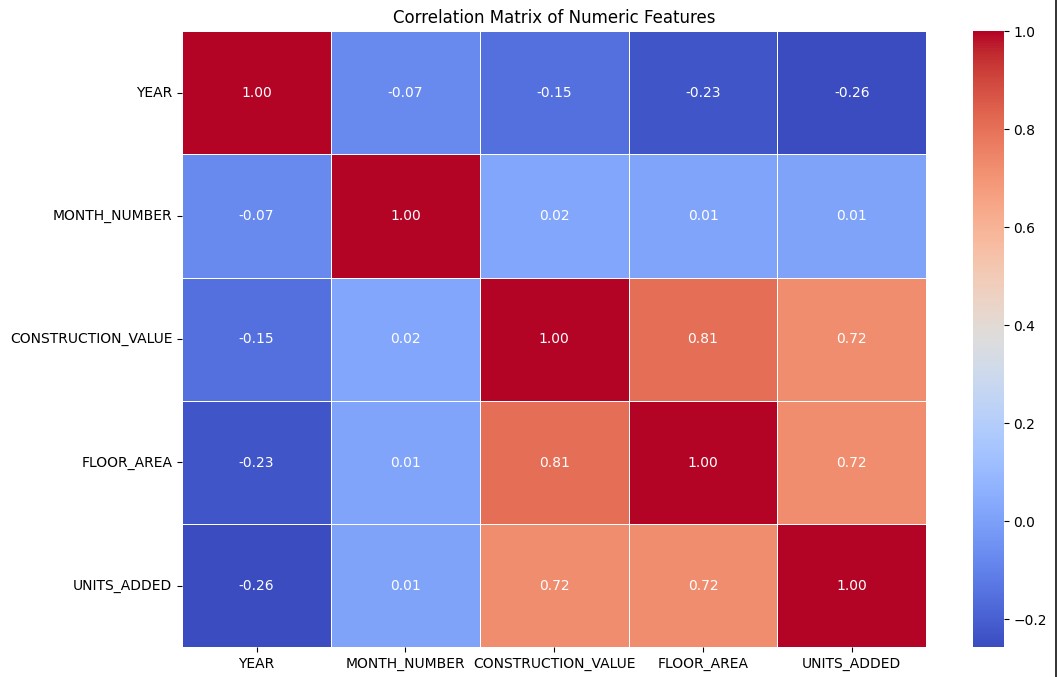 Correlation Matrix of Numeric Features
YEAR
1.00
-0.07
-0.15
-0.23
-0.26
MONTH_NUMBER
-0.07
1.00
0.02
0.01
0.01
CONSTRUCTION_VALUE
-0.15
0.02
1.00
0.81
0.72
FLOOR_AREA
-0.23
0.01
0.81
1.00
0.72
UNITS_ADDED
-0.26
0.01
0.72
0.72
1.00
YEAR
MONTH_NUMBER
CONSTRUCTION_VALUE
FLOOR_AREA
UNITS_ADDED
1.0
0.8
0.6
0.4
0.2
0.0
−0.2